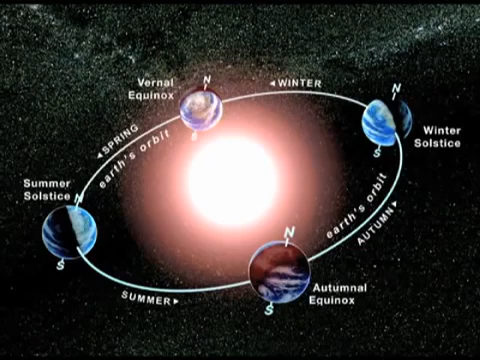 N
Vernal
Equinox
S
◄WINTER
N
S
Winter
Solstice
◄SPRING
earth's orbit
Summer
Solstice
N
S
earth's orbit
AUTUMN►
N
S
Autumnal
Equinox
SUMMER►